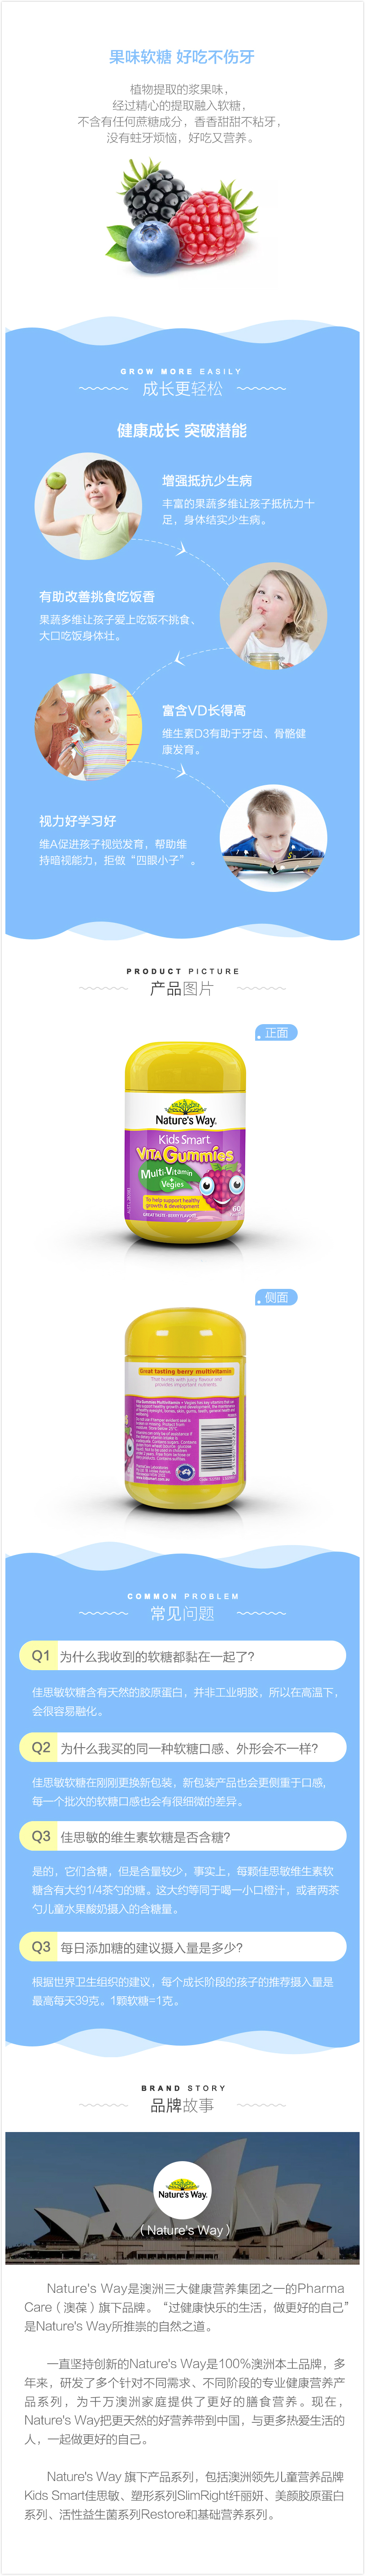 果味软糖 好吃不伤牙
植物提取的浆果味，
经过精心的提取融入软糖，
不含有任何蔗糖成分，香香甜甜不粘牙，
没有蛀牙烦恼，好吃又营养。
GROW MORE EASILY
成长更轻松
健康成长 突破潜能
增强抵抗少生病
丰富的果蔬多维让孩子抵杭力十
足，身体结实少生病。
有助改善挑食吃饭香
果蔬多维让孩子爱上吃饭不挑食、
大口吃饭身体壮。
富含VD长得高
维生素D3有助于牙齿、骨骼健
康发育。
视力好学习好
维A促进孩子视觉发育，帮助维
持暗视能力，拒做“四眼小子”。
PRODUCT PICTURE
产品图片
正面
Nature's Way
Kids Smart
VITA GUMMIES
Multi-Vitamin
+ Vegies
To help support healthy
growth & development
GREAT TASTE - BERRY FLAVOUR
60
侧面
Great tasting berry multivitamin
That bursts with juicy flavour and
provides important nutrients.
COMMON PROBLEM
常见问题
Q1 为什么我收到的软糖都黏在一起了?
佳思敏软糖含有天然的胶原蛋白，并非工业明胶，所以在高温下，
会很容易融化。
Q2 为什么我买的同一种软糖口感、外形会不一样?
佳思敏软糖在刚刚更换新包装，新包装产品也会更侧重于口感，
每一个批次的软糖口感也会有很细微的差异。
Q3 佳思敏的维生素软糖是否含糖?
是的，它们含糖，但是含量较少，事实上，每颗佳思敏维生素软
糖含有大约1/4茶勺的糖。这大约等同于喝一小口橙汁，或者两茶
勺儿童水果酸奶摄入的含糖量。
Q3 每日添加糖的建议摄入量是多少?
根据世界卫生组织的建议，每个成长阶段的孩子的推荐摄入量是
最高每天39克。1颗软糖=1克。
BRAND STORY
品牌故事
Nature's Way
（Nature's Way）
Nature's Way是澳洲三大健康营养集团之一的Pharma
Care（澳葆）旗下品牌。“过健康快乐的生活，做更好的自己”
是Nature's Way所推崇的自然之道。
一直坚持创新的Nature's Way是100%澳洲本土品牌，多
年来，研发了多个针对不同需求、不同阶段的专业健康营养产
品系列，为千万澳洲家庭提供了更好的膳食营养。现在，
Nature's Way把更天然的好营养带到中国，与更多热爱生活的
人，一起做更好的自己。
Nature's Way 旗下产品系列，包括澳洲领先儿童营养品牌
Kids Smart佳思敏、塑形系列SlimRight纤丽妍、美颜胶原蛋白
系列、活性益生菌系列Restore和基础营养系列。